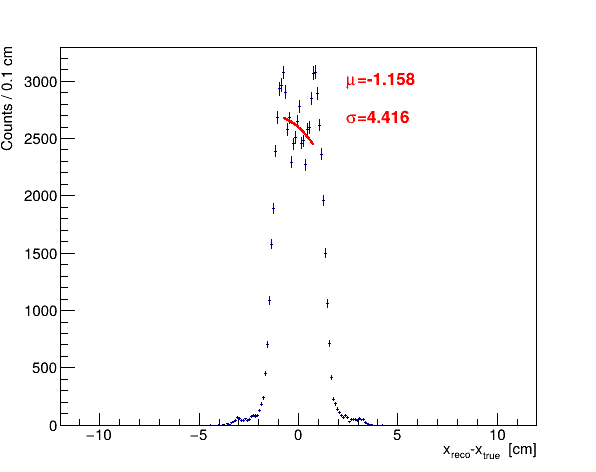 Counts / 0.1 cm
3000
2500
2000
1500
1000
500
0
μ=-1.158
σ=4.416
−10 −5 0 5 10
x_reco-x_true [cm]